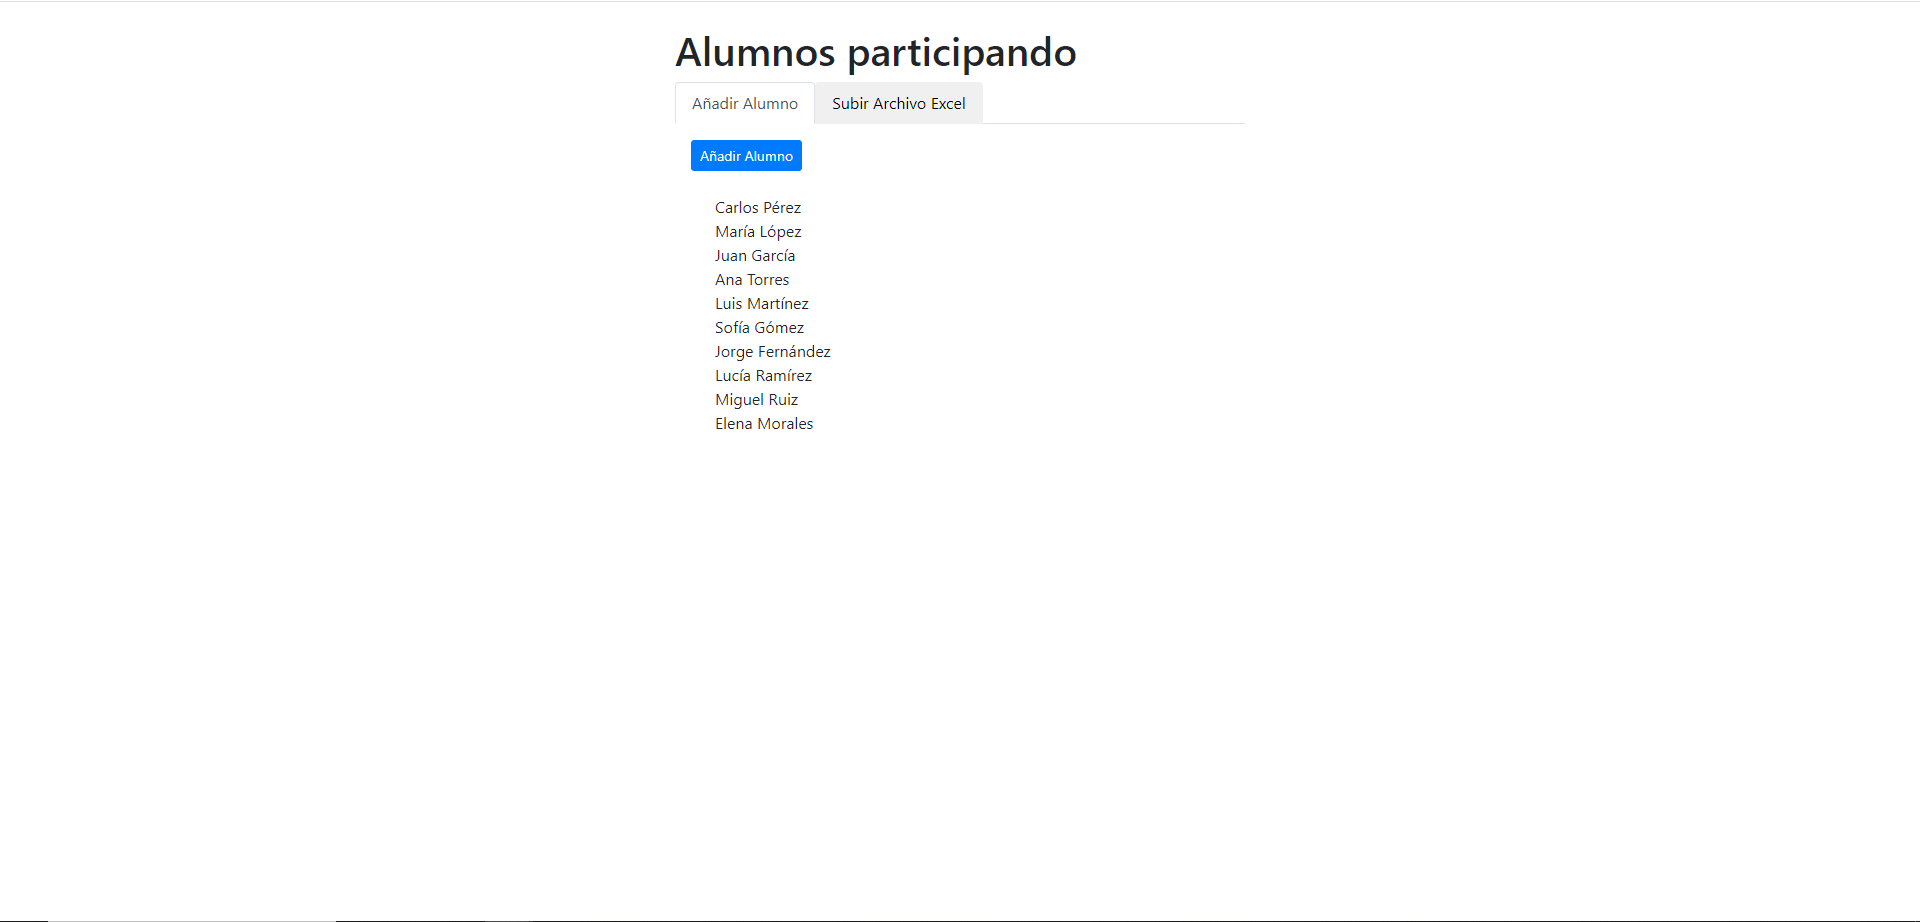 Alumnos participando
Añadir Alumno
Subir Archivo Excel
Añadir Alumno
Carlos Pérez
María López
Juan García
Ana Torres
Luis Martínez
Sofía Gómez
Jorge Fernández
Lucía Ramírez
Miguel Ruiz
Elena Morales